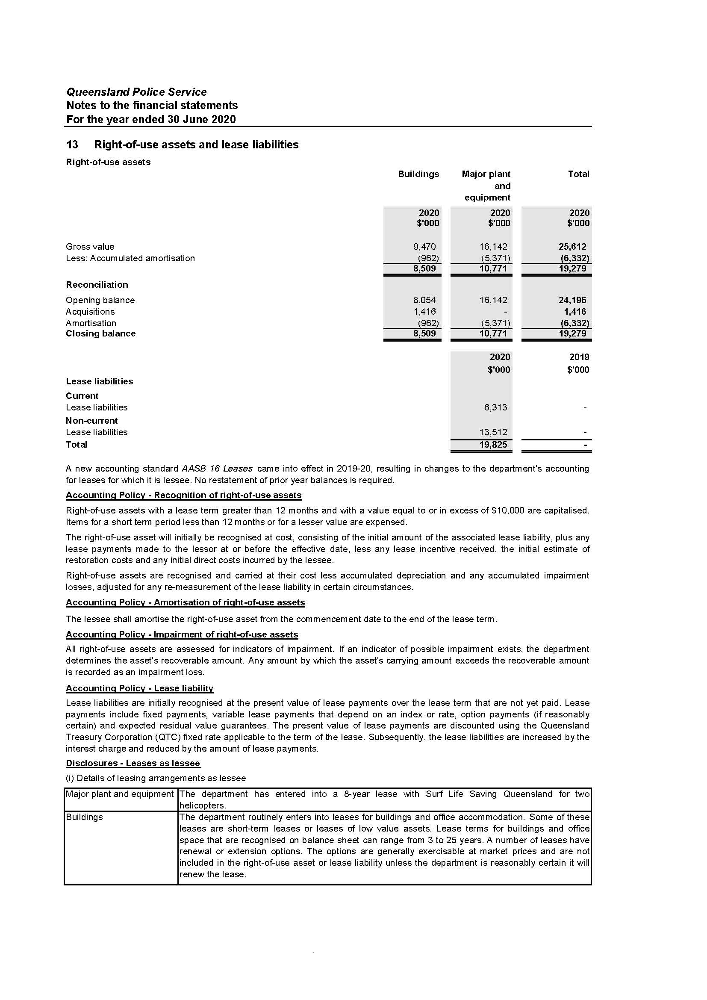 Queensland Police Service
Notes to the financial statements
For the year ended 30 June 2020
13 Right-of-use assets and lease liabilities
Right-of-use assets
Buildings Major plant Total
and
equipment
2020 2020 2020
$'000 $'000 $'000
Gross value 9,470 16,142 25,612
Less: Accumulated amortisation (962) (5,371) (6,332)
8,509 10,771 19,279
Reconciliation
Opening balance 8,054 16,142 24,196
Acquisitions 1,416 - 1,416
Amortisation (962) (5,371) (6,332)
Closing balance 8,509 10,771 19,279
2020 2019
$'000 $'000
Lease liabilities
Current
Lease liabilities 6,313 -
Non-current
Lease liabilities 13,512 -
Total 19,825 -
A new accounting standard AASB 16 Leases came into effect in 2019-20, resulting in changes to the department's accounting
for leases for which it is lessee. No restatement of prior year balances is required.
Accounting Policy - Recognition of right-of-use assets
Right-of-use assets with a lease term greater than 12 months and with a value equal to or in excess of $10,000 are capitalised.
Items for a short term period less than 12 months or for a lesser value are expensed.
The right-of-use asset will initially be recognised at cost, consisting of the initial amount of the associated lease liability, plus any
lease payments made to the lessor at or before the effective date, less any lease incentive received, the initial estimate of
restoration costs and any initial direct costs incurred by the lessee.
Right-of-use assets are recognised and carried at their cost less accumulated depreciation and any accumulated impairment
losses, adjusted for any re-measurement of the lease liability in certain circumstances.
Accounting Policy - Amortisation of right-of-use assets
The lessee shall amortise the right-of-use asset from the commencement date to the end of the lease term.
Accounting Policy - Impairment of right-of-use assets
All right-of-use assets are assessed for indicators of impairment. If an indicator of possible impairment exists, the department
determines the asset's recoverable amount. Any amount by which the asset's carrying amount exceeds the recoverable amount
is recorded as an impairment loss.
Accounting Policy - Lease liability
Lease liabilities are initially recognised at the present value of lease payments over the lease term that are not yet paid. Lease
payments include fixed payments, variable lease payments that depend on an index or rate, option payments (if reasonably
certain) and expected residual value guarantees. The present value of lease payments are discounted using the Queensland
Treasury Corporation (QTC) fixed rate applicable to the term of the lease. Subsequently, the lease liabilities are increased by the
interest charge and reduced by the amount of lease payments.
Disclosures - Leases as lessee
(i) Details of leasing arrangements as lessee
Major plant and equipment The department has entered into a 8-year lease with Surf Life Saving Queensland for two
helicopters.
Buildings The department routinely enters into leases for buildings and office accommodation. Some of these
leases are short-term leases or leases of low value assets. Lease terms for buildings and office
space that are recognised on balance sheet can range from 3 to 25 years. A number of leases have
renewal or extension options. The options are generally exercisable at market prices and are not
included in the right-of-use asset or lease liability unless the department is reasonably certain it will
renew the lease.